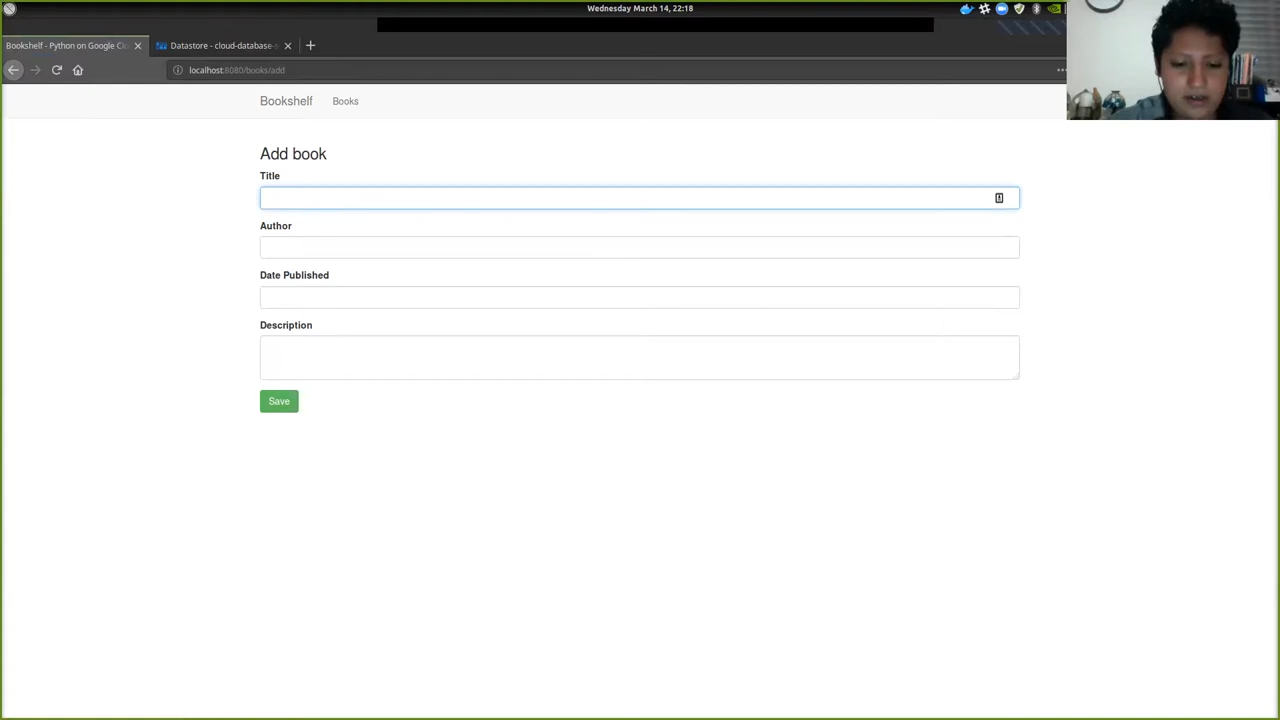 Wednesday March 14, 22:18
Bookshelf - Python on Google Clo
Datastore - cloud-database-
localhost:8080/books/add
Bookshelf
Books
Add book
Title
Author
Date Published
Description
Save